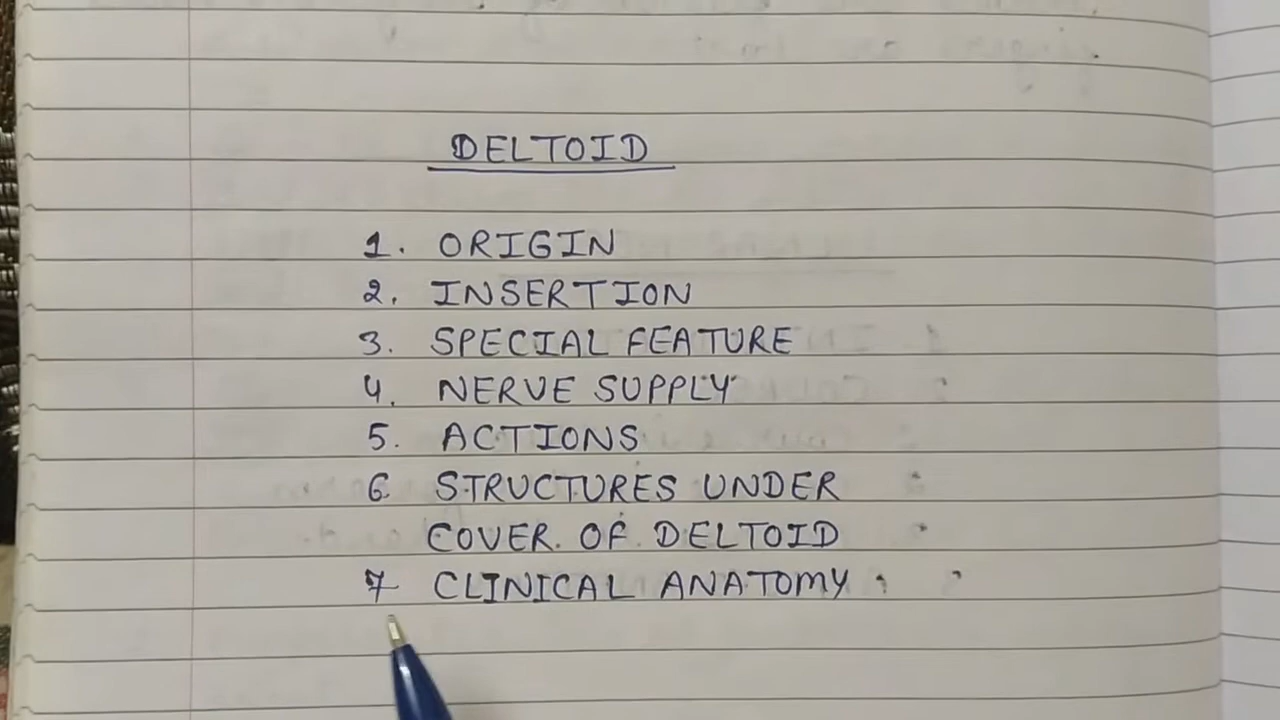 DELTOID
1. ORIGIN
2. INSERTION
3. SPECIAL FEATURE
4. NERVE SUPPLY
5. ACTIONS
6. STRUCTURES UNDER
COVER OF DELTOID
7 CLINICAL ANATOMY